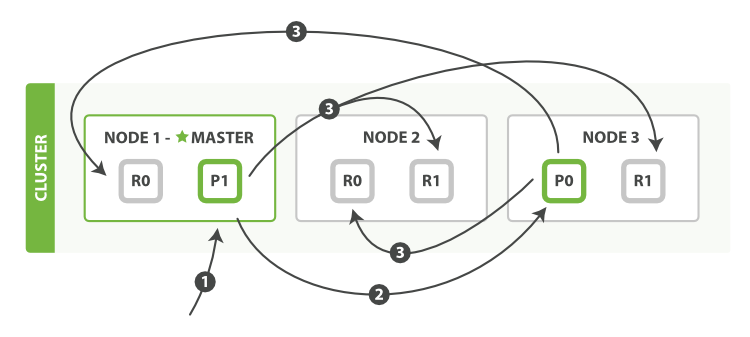 3
3
CLUSTER
NODE 1 - ★ MASTER
NODE 2
NODE 3
R0
P1
R0
R1
P0
R1
3
1
2